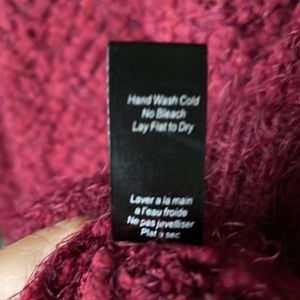 Hand Wash Cold
No Bleach
Lay Flat to Dry
Laver a la main
a l'eau froide
Ne pas javelliser
Plat a sec